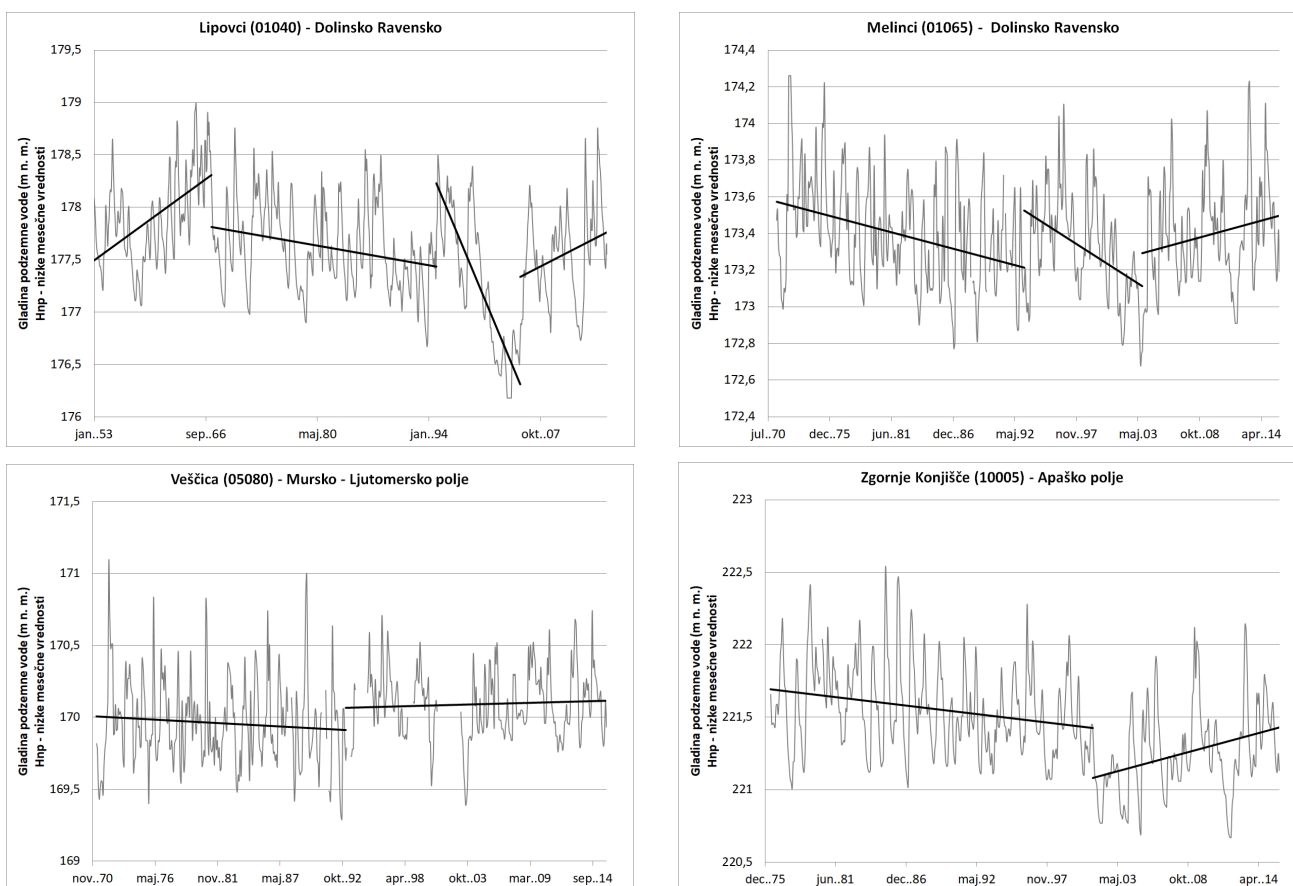 Lipovci (01040) - Dolinsko Ravensko
Gladina podzemne vode (m n. m.)
Hnp - nizke mesečne vrednosti
179,5
179
178,5
178
177,5
177
176,5
176
jan..53 sep..66 maj.80 jan..94 okt..07
Melinci (01065) - Dolinsko Ravensko
Gladina podzemne vode (m n. m.)
Hnp - nizke mesečne vrednosti
174,4
174,2
174
173,8
173,6
173,4
173,2
173
172,8
172,6
172,4
jul..70 dec..75 jun..81 dec..86 maj.92 nov..97 maj.03 okt..08 apr..14
Veščica (05080) - Mursko - Ljutomersko polje
Gladina podzemne vode (m n. m.)
Hnp - nizke mesečne vrednosti
171,5
171
170,5
170
169,5
169
nov..70 maj.76 nov..81 maj.87 okt..92 apr..98 okt..03 mar..09 sep..14
Zgornje Konjišče (10005) - Apaško polje
Gladina podzemne vode (m n. m.)
Hnp - nizke mesečne vrednosti
223
222,5
222
221,5
221
220,5
dec..75 jun..81 dec..86 maj.92 nov..97 maj.03 okt..08 apr..14